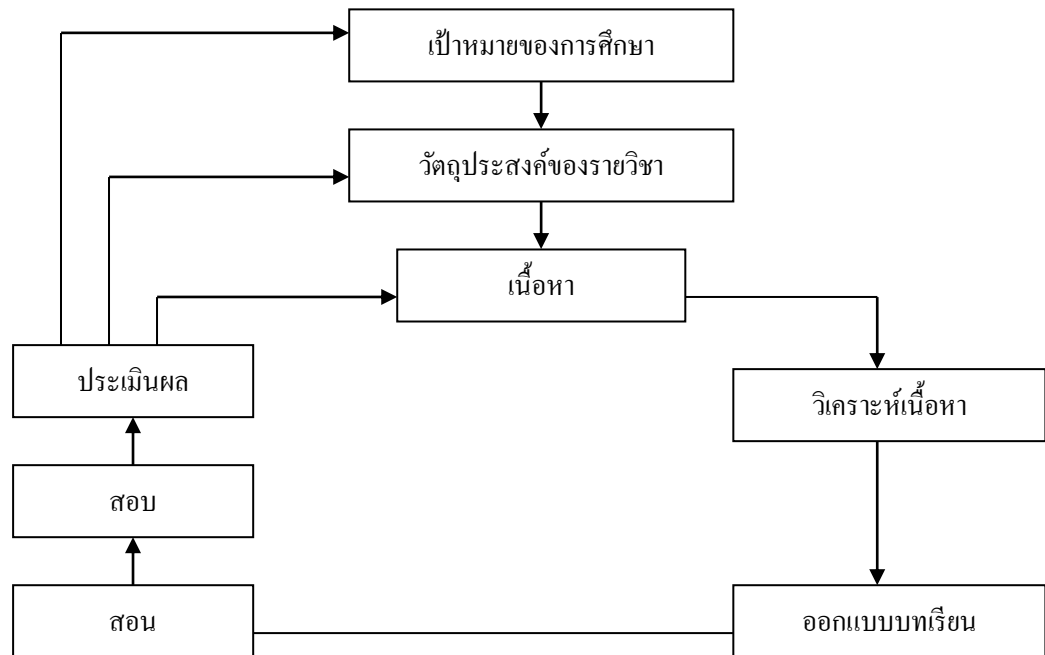 เป้าหมายของการศึกษา
วัตถุประสงค์ของรายวิชา
เนื้อหา
ประเมินผล
วิเคราะห์เนื้อหา
สอบ
สอน
ออกแบบบทเรียน